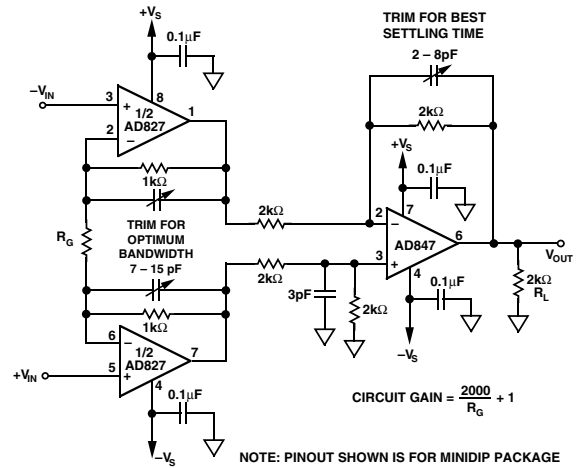 TRIM FOR BEST
SETTLING TIME
2 – 8pF
2kΩ
+VS
0.1µF
–VIN
3
+
8
1/2
AD827
1
2
–
1kΩ
RG
TRIM FOR
OPTIMUM
BANDWIDTH
7 – 15 pF
1kΩ
2kΩ
2kΩ
3pF
2kΩ
+VS
0.1µF
2
–
7
AD847
6
3
+
4
0.1µF
–VS
VOUT
2kΩ
RL
6
–
1/2
AD827
7
+VIN
5
+
4
0.1µF
–VS
CIRCUIT GAIN = 2000/RG + 1
NOTE: PINOUT SHOWN IS FOR MINIDIP PACKAGE